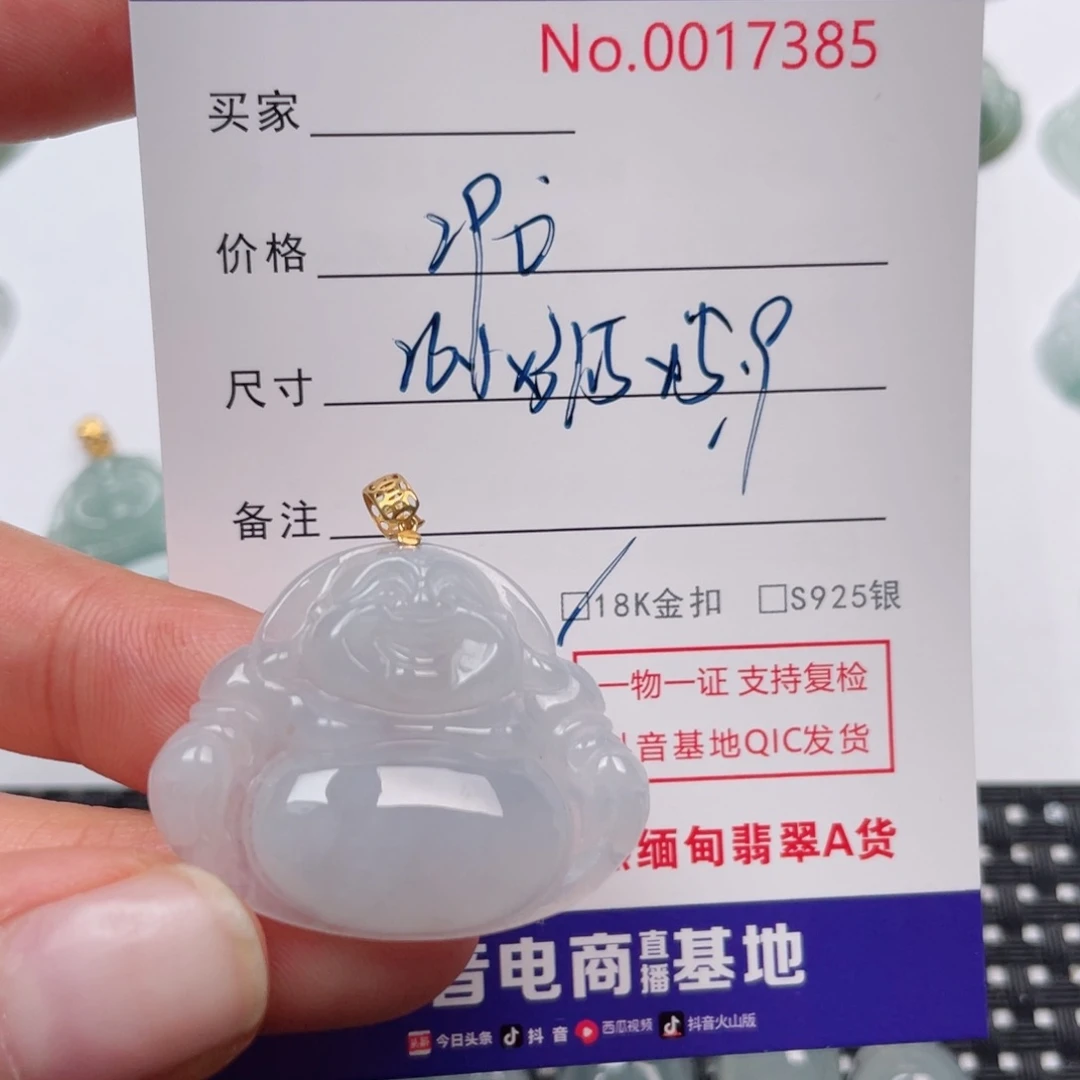 No.0017385
买家
价格
尺寸
备注
□18K金扣 □S925银
一物一证 支持复检
音基地QIC发货
缅甸翡翠A货
音电商直播基地
今日头条 抖音 西瓜视频 抖音火山版